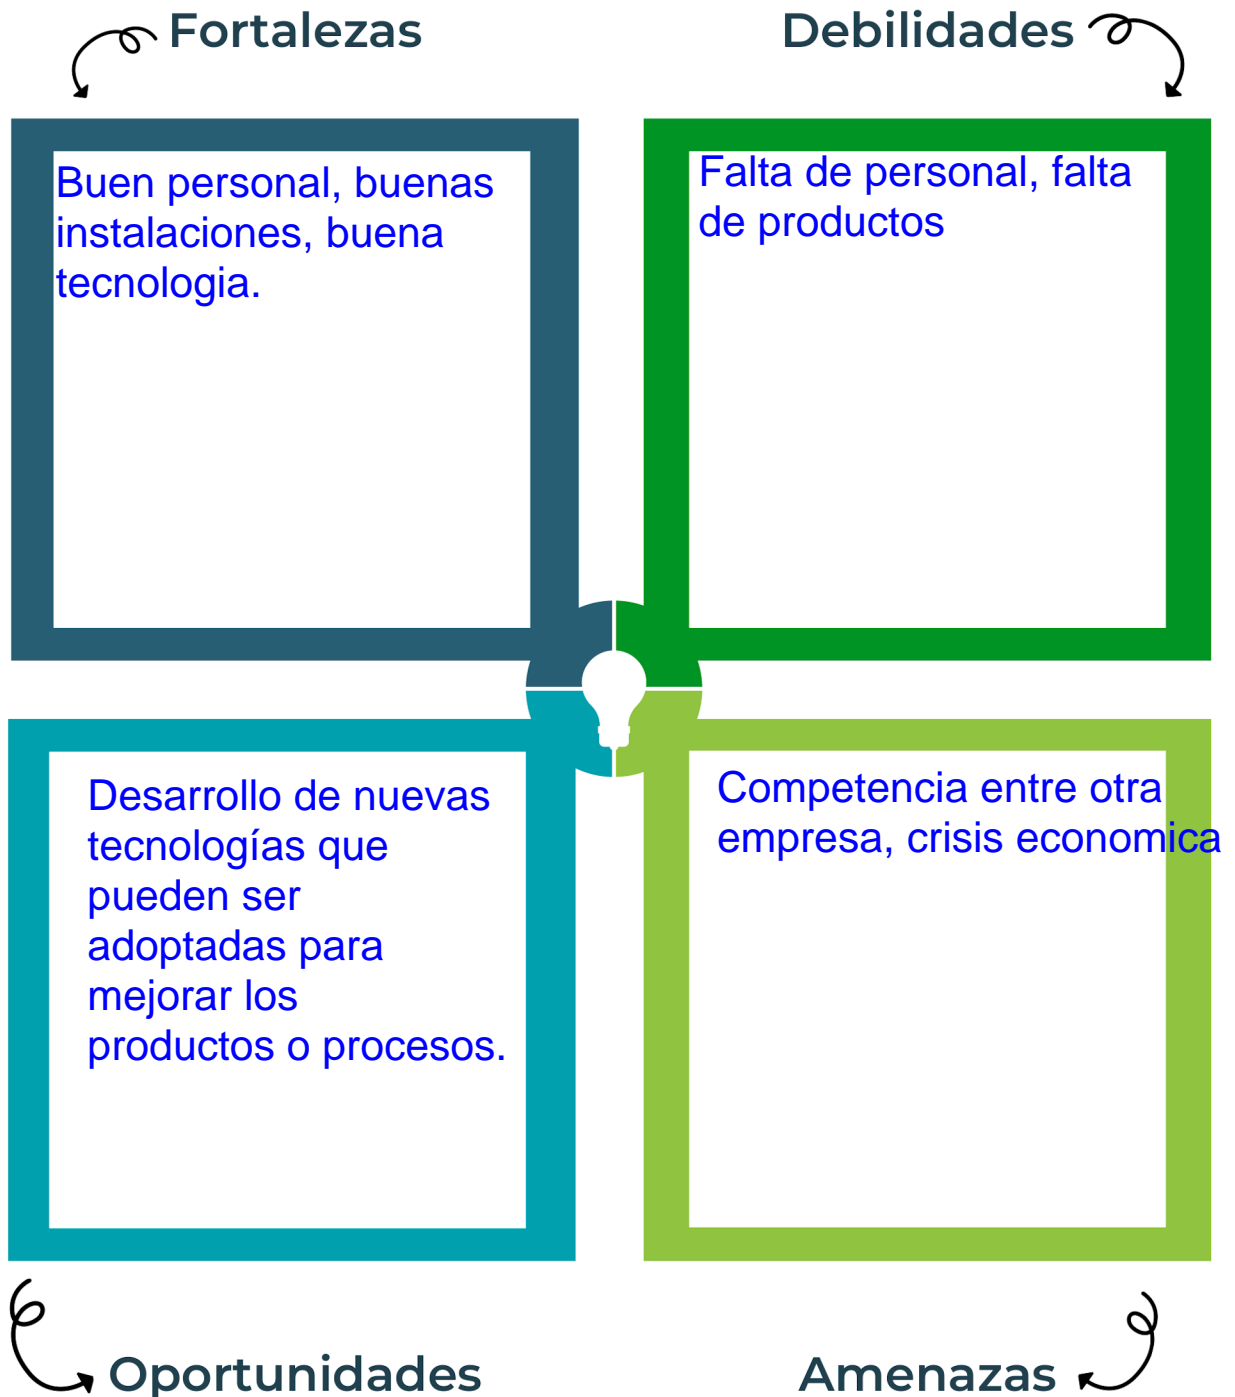 Fortalezas
Buen personal, buenas
instalaciones, buena
tecnologia.
Debilidades
Falta de personal, falta
de productos
Desarrollo de nuevas
tecnologías que
pueden ser
adoptadas para
mejorar los
productos o procesos.
Oportunidades
Competencia entre otra
empresa, crisis economica
Amenazas